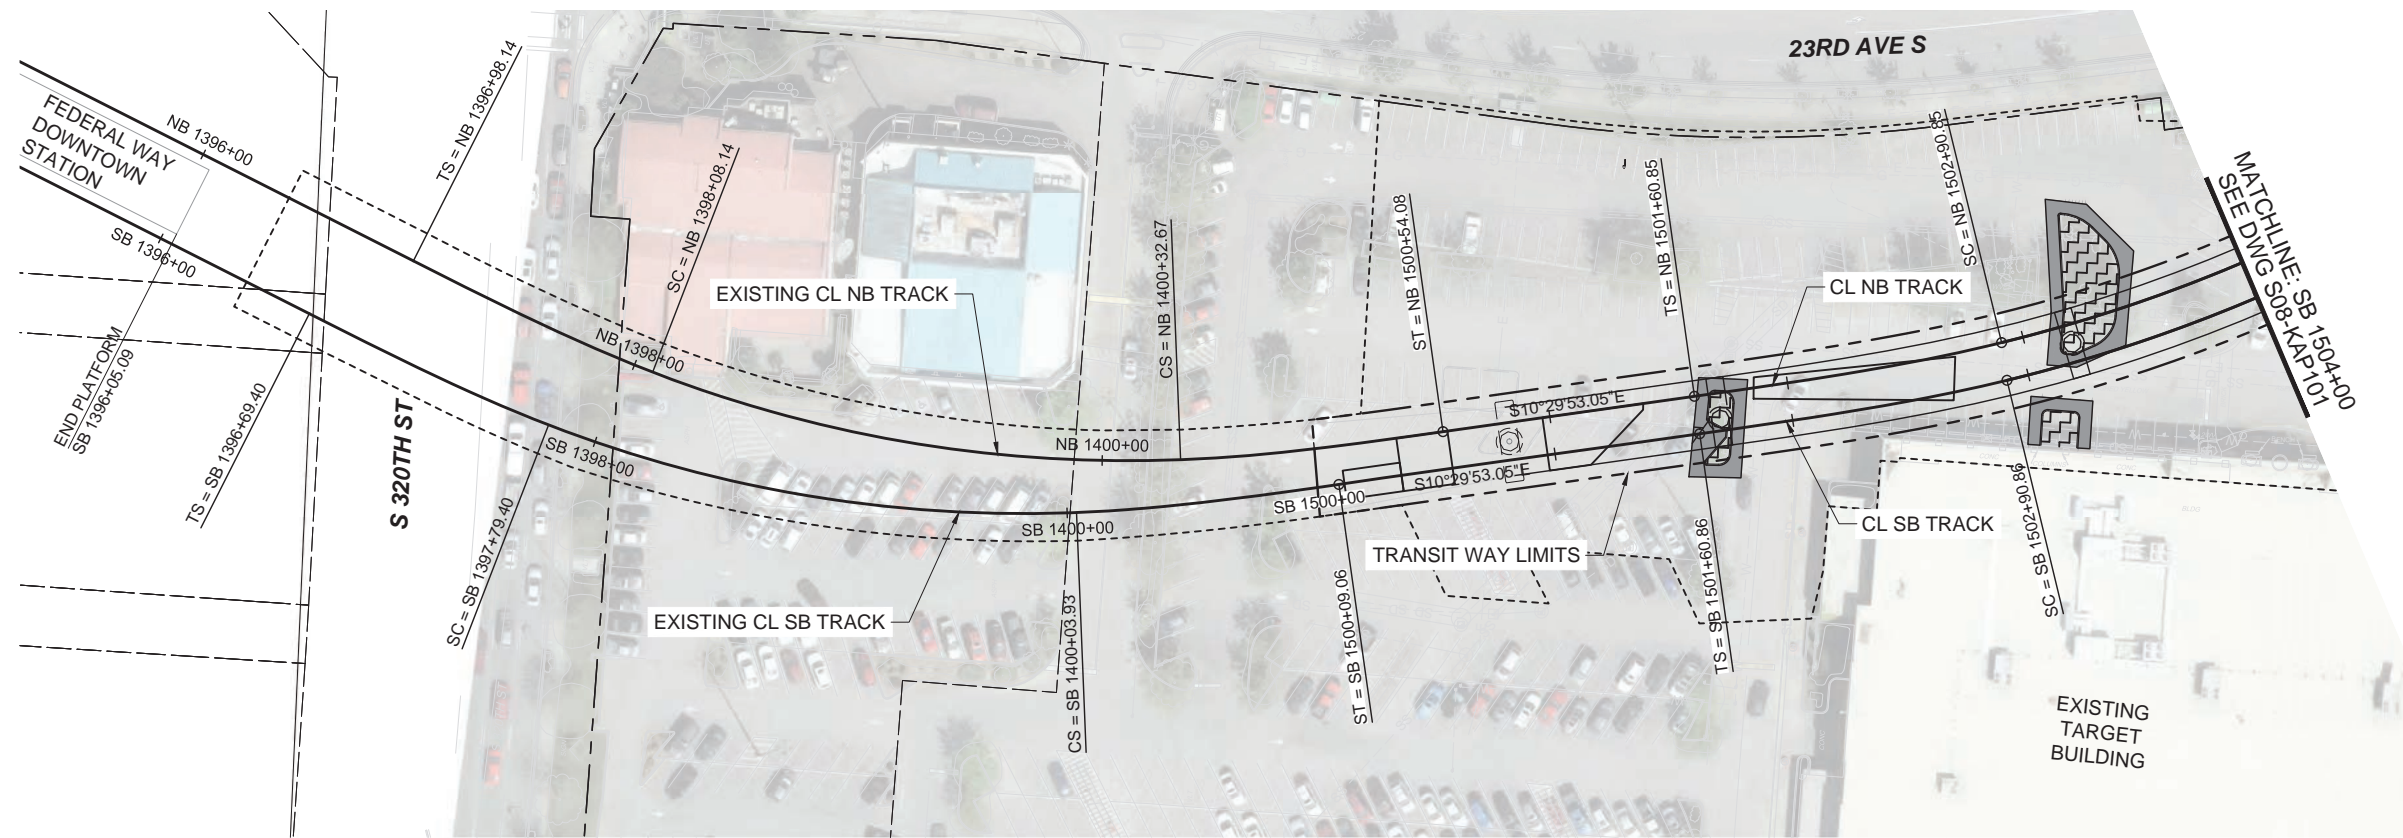 23RD AVE S
FEDERAL WAY
DOWNTOWN
STATION
NB 1396+00
SB 1396+00
END PLATFORM
SB 1396+05.09
TS = NB 1396+98.14
TS = SB 1396+69.40
S 320TH ST
SC = NB 1398+08.14
NB 1398+00
SB 1398+00
SC = SB 1397+79.40
EXISTING CL NB TRACK
EXISTING CL SB TRACK
NB 1400+00
SB 1400+00
CS = NB 1400+32.67
CS = SB 1400+03.93
SB 1500+00
ST = NB 1500+54.08
ST = SB 1500+09.06
S10°29'53.05"E
S10°29'53.05"E
TRANSIT WAY LIMITS
TS = NB 1501+60.85
TS = SB 1501+60.86
CL NB TRACK
CL SB TRACK
SC = NB 1502+90.85
SC = SB 1502+90.86
MATCHLINE: SB 1504+00
SEE DWG S08-KAP101
EXISTING
TARGET
BUILDING